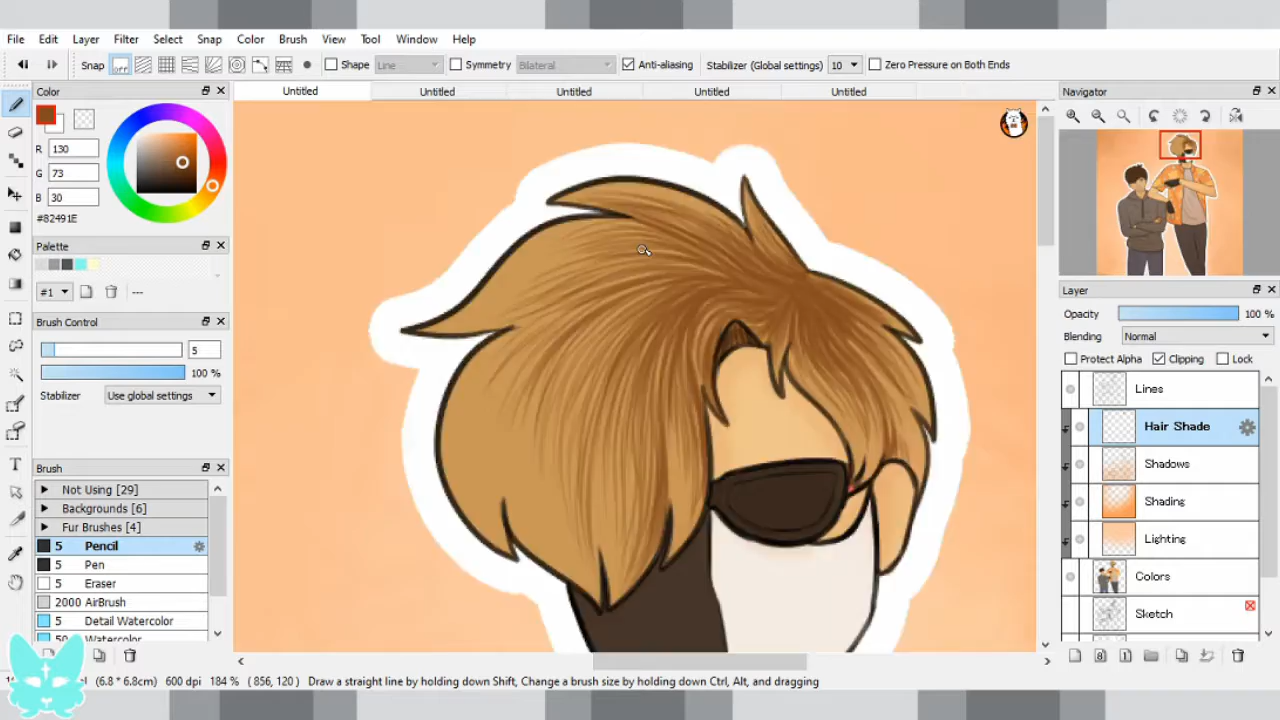 File Edit Layer Filter Select Snap Color Brush View Tool Window Help
Snap off Shape Line Symmetry Bilateral Anti-aliasing Stabilizer (Global settings) 10 Zero Pressure on Both Ends
Color
Untitled Untitled Untitled Untitled Untitled
Navigator
R 130
G 73
B 30
#82491E
Palette
#1 ---
Brush Control
5
100 %
Stabilizer Use global settings
Brush
Not Using [29]
Backgrounds [6]
Fur Brushes [4]
5 Pencil
5 Pen
5 Eraser
2000 AirBrush
5 Detail Watercolor
50 Watercolor
Layer
Opacity 100 %
Blending Normal
Protect Alpha Clipping Lock
Lines
Hair Shade
Shadows
Shading
Lighting
Colors
Sketch
(6.8 * 6.8cm) 600 dpi 184 % ( 856, 120 ) Draw a straight line by holding down Shift, Change a brush size by holding down Ctrl, Alt, and dragging